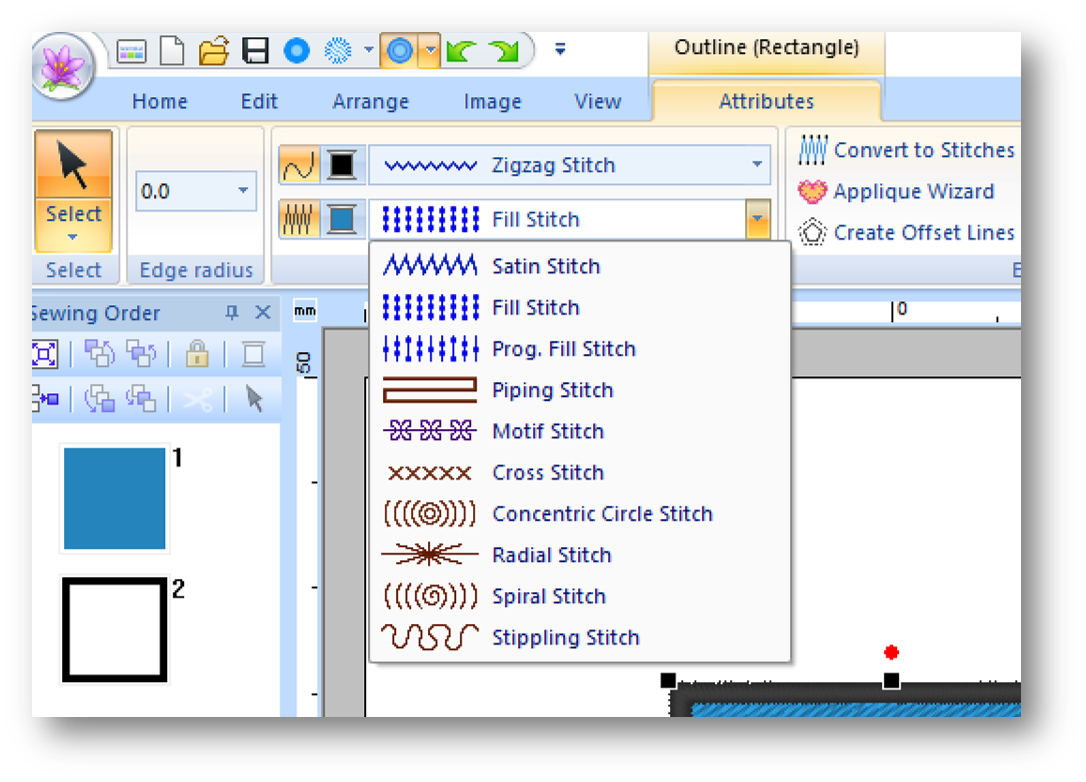 Outline (Rectangle)
Home Edit Arrange Image View Attributes
Select
Select
0.0
Edge radius
Zigzag Stitch
Fill Stitch
Convert to Stitches
Applique Wizard
Create Offset Lines
Satin Stitch
Fill Stitch
Prog. Fill Stitch
Piping Stitch
Motif Stitch
Cross Stitch
Concentric Circle Stitch
Radial Stitch
Spiral Stitch
Stippling Stitch
Sewing Order
mm
0
50
1
2